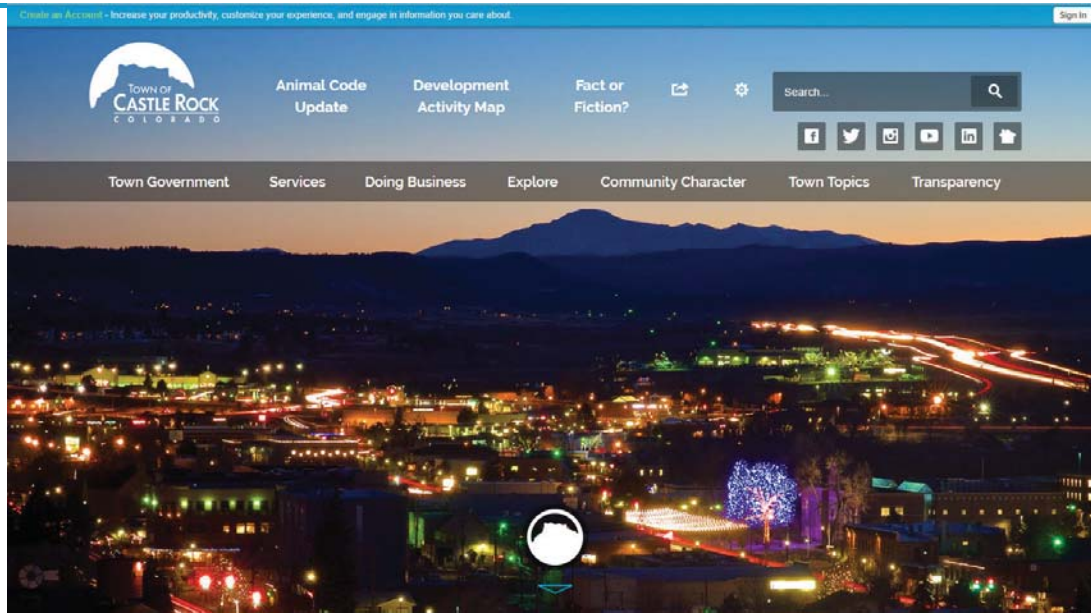 Create an Account - Increase your productivity, customize your experience, and engage in information you care about.
Sign In
TOWN OF
CASTLE ROCK
COLORADO
Animal Code
Update
Development
Activity Map
Fact or
Fiction?
Search...
Town Government Services Doing Business Explore Community Character Town Topics Transparency